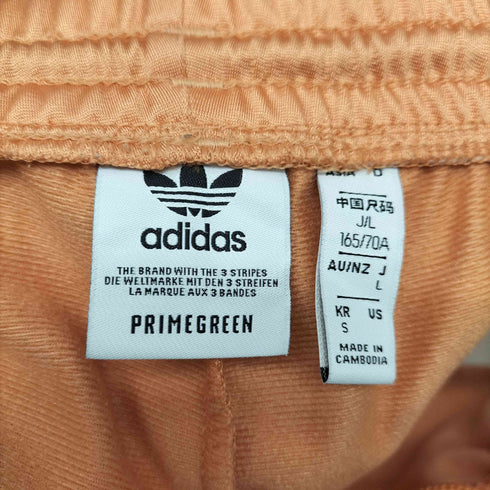 adidas
THE BRAND WITH THE 3 STRIPES
DIE WELTMARKE MIT DEN 3 STREIFEN
LA MARQUE AUX 3 BANDES
PRIMEGREEN
ASIA
中国尺码
J/L
165/70A
AU/NZ J
L
KR US
S
MADE IN
CAMBODIA